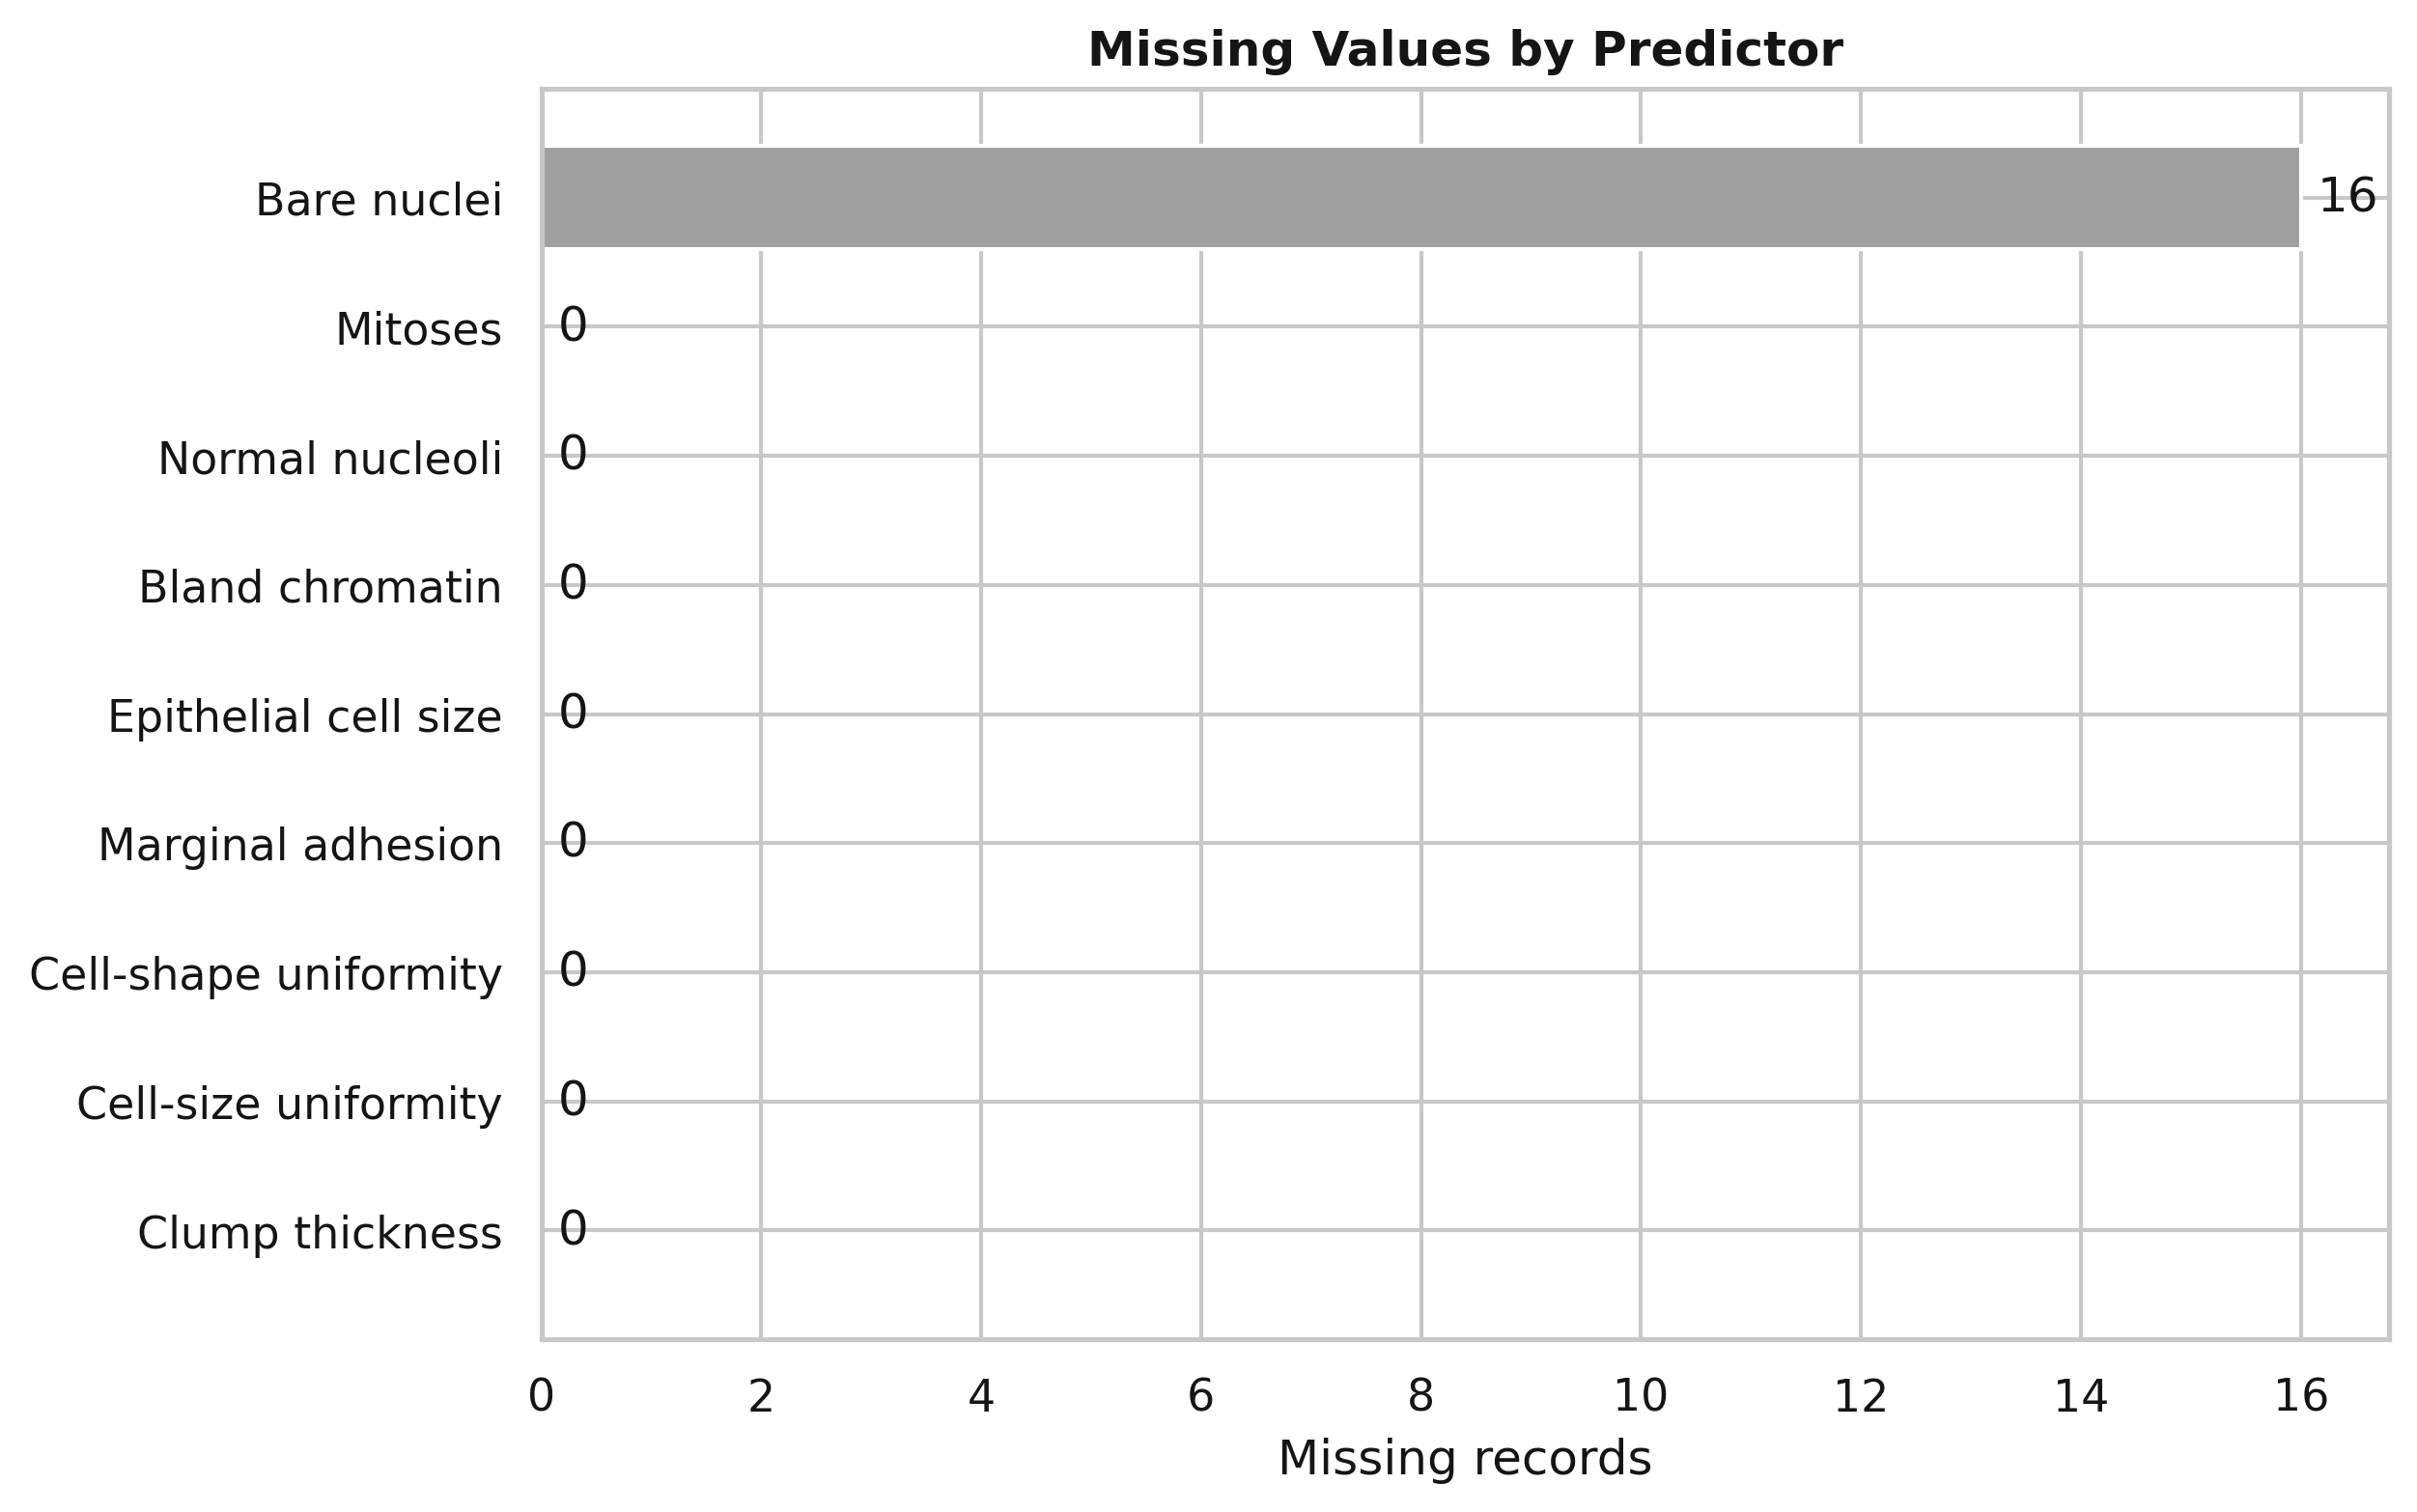 Missing Values by Predictor
Bare nuclei 16
Mitoses 0
Normal nucleoli 0
Bland chromatin 0
Epithelial cell size 0
Marginal adhesion 0
Cell-shape uniformity 0
Cell-size uniformity 0
Clump thickness 0
0 2 4 6 8 10 12 14 16
Missing records